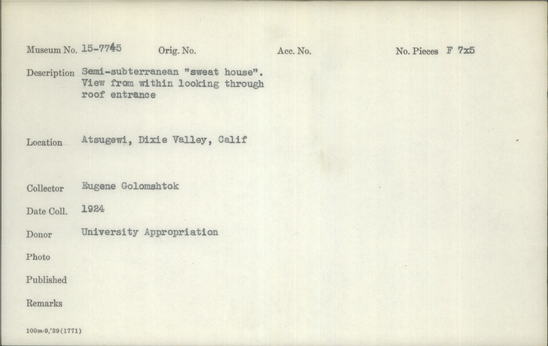 Museum No. 15-7745 Orig. No. Acc. No. No. Pieces F 7x5
Description Semi-subterranean "sweat house".
View from within looking through
roof entrance
Location Atsugewi, Dixie Valley, Calif
Collector Eugene Golomshtok
Date Coll. 1924
Donor University Appropriation
Photo
Published
Remarks
100m-9,'39(1771)